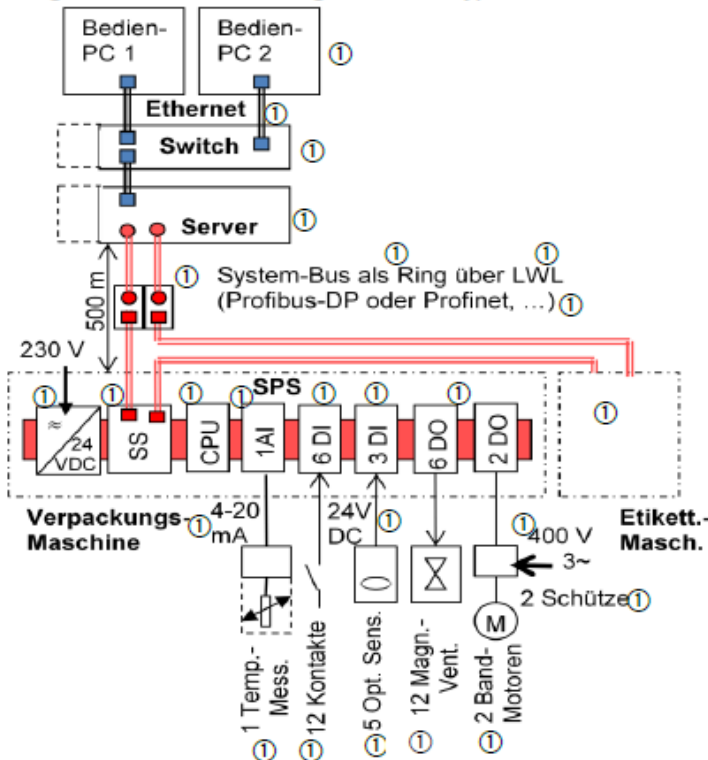 Bedien-
PC 1
Bedien-
PC 2
①
Ethernet
①
Switch
①
Server
①
500 m
①
①
①
System-Bus als Ring über LWL
(Profibus-DP oder Profinet, ...)
①
230 V
SPS
①
①
①
①
①
①
①
①
≈
24
VDC
SS
CPU
1AI
6 DI
3 DI
6 DO
2 DO
Verpackungs-
Maschine
①
4-20
mA
24V
DC
①
①
400 V
3~
Etikett.-
Masch.
2 Schütze
①
M
1 Temp.-
Mess.
①
12 Kontakte
①
5 Opt. Sens.
①
12 Magn.-
Vent.
①
2 Band-
Motoren
①